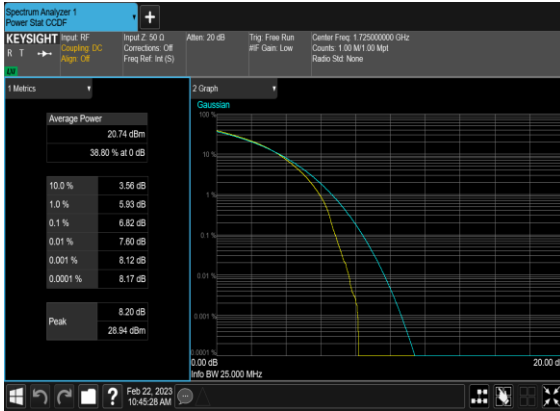 Spectrum Analyzer 1
Power Stat CCDF
+
KEYSIGHT
R T
Input: RF
Coupling: DC
Align: Off
Input Z: 50 Ω
Corrections: Off
Freq Ref: Int (S)
Atten: 20 dB
Trig: Free Run
#IF Gain: Low
Center Freq: 1.725000000 GHz
Counts: 1.00 M/1.00 Mpt
Radio Std: None
1 Metrics
Average Power
20.74 dBm
38.80 % at 0 dB
10.0 % 3.56 dB
1.0 % 5.93 dB
0.1 % 6.82 dB
0.01 % 7.60 dB
0.001 % 8.12 dB
0.0001 % 8.17 dB
Peak
8.20 dB
28.94 dBm
2 Graph
Gaussian
100 %
10 %
1 %
0.1 %
0.01 %
0.001 %
0.0001 %
0.00 dB
20.00 d
Info BW 25.000 MHz
?
Feb 22, 2023
10:45:28 AM